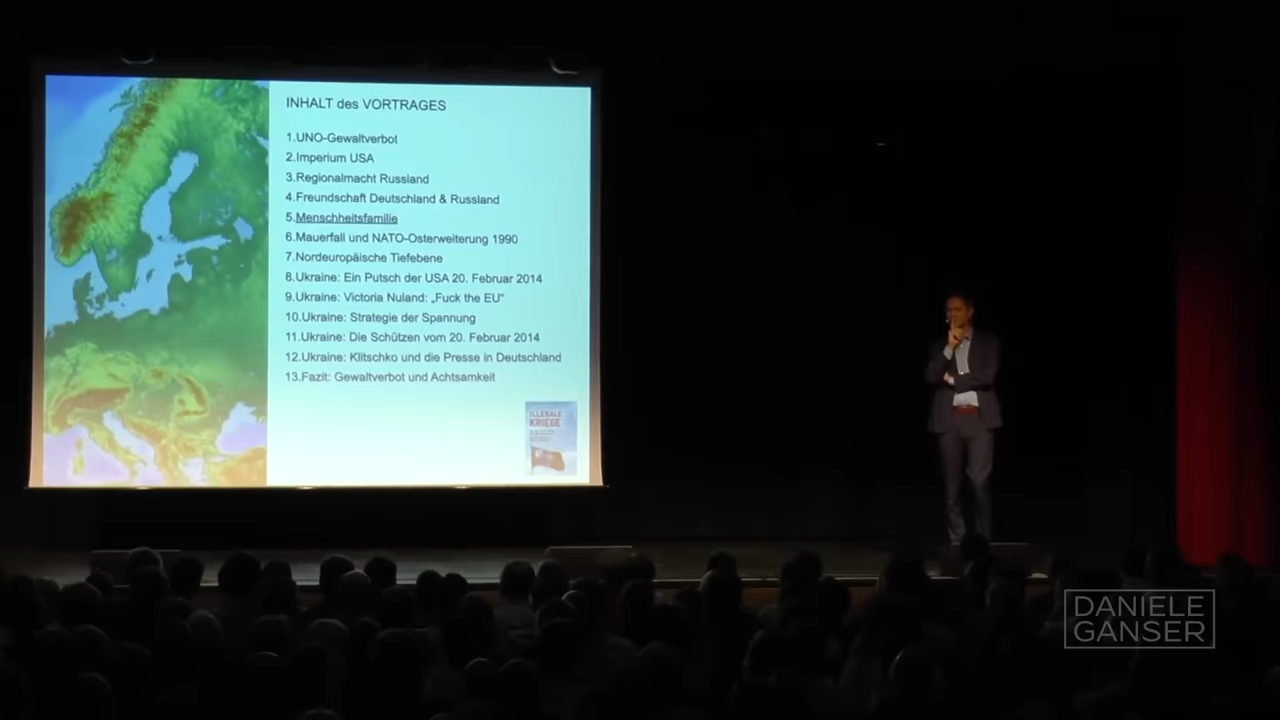 INHALT des VORTRAGES
1.UNO-Gewaltverbot
2.Imperium USA
3.Regionalmacht Russland
4.Freundschaft Deutschland & Russland
5.Menschheitsfamilie
6.Mauerfall und NATO-Osterweiterung 1990
7.Nordeuropäische Tiefebene
8.Ukraine: Ein Putsch der USA 20. Februar 2014
9.Ukraine: Victoria Nuland: „Fuck the EU“
10.Ukraine: Strategie der Spannung
11.Ukraine: Die Schützen vom 20. Februar 2014
12.Ukraine: Klitschko und die Presse in Deutschland
13.Fazit: Gewaltverbot und Achtsamkeit
ILLEGALE
KRIEGE
DANIELE
GANSER